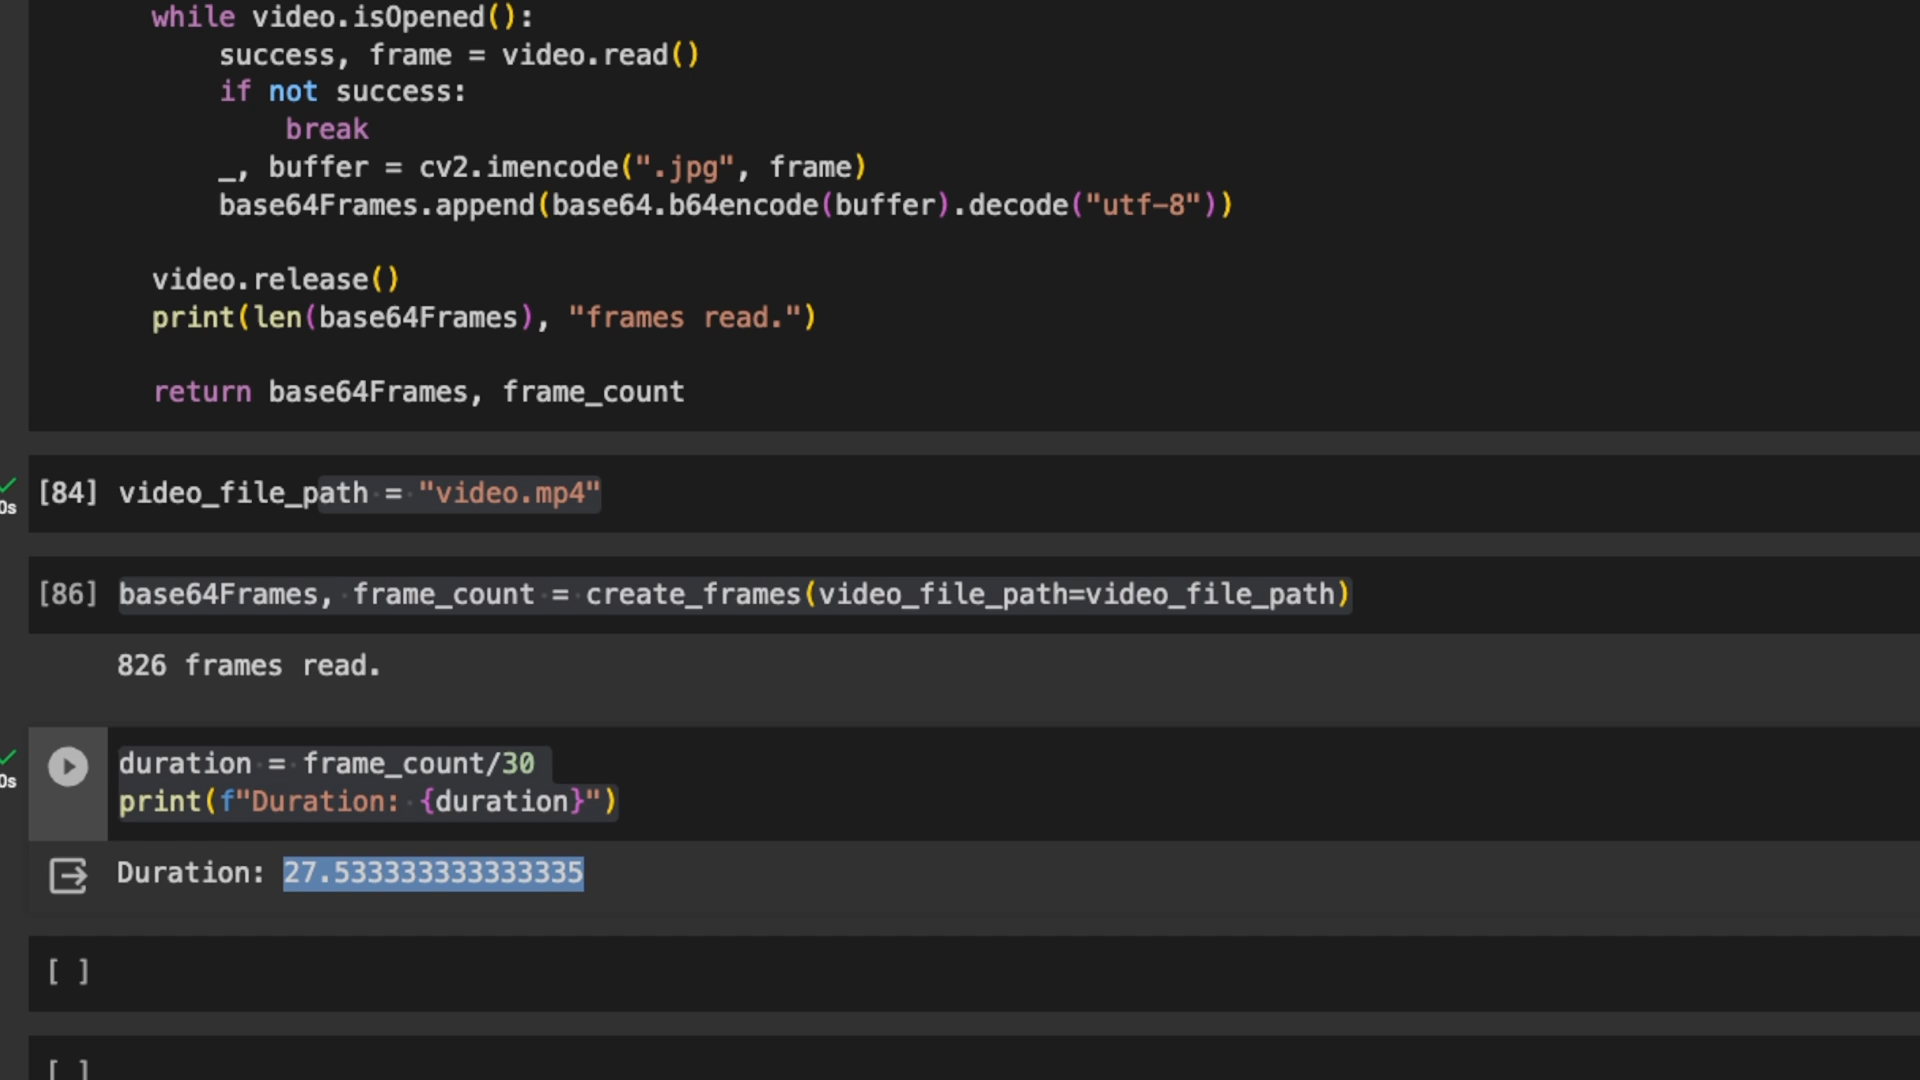 while video.isOpened():
success, frame = video.read()
if not success:
break
_, buffer = cv2.imencode(".jpg", frame)
base64Frames.append(base64.b64encode(buffer).decode("utf-8"))
video.release()
print(len(base64Frames), "frames read.")
return base64Frames, frame_count
0s [84] video_file_path = "video.mp4"
[86] base64Frames, frame_count = create_frames(video_file_path=video_file_path)
826 frames read.
duration = frame_count/30
0s print(f"Duration: {duration}")
Duration: 27.533333333333335
[ ]
[ ]